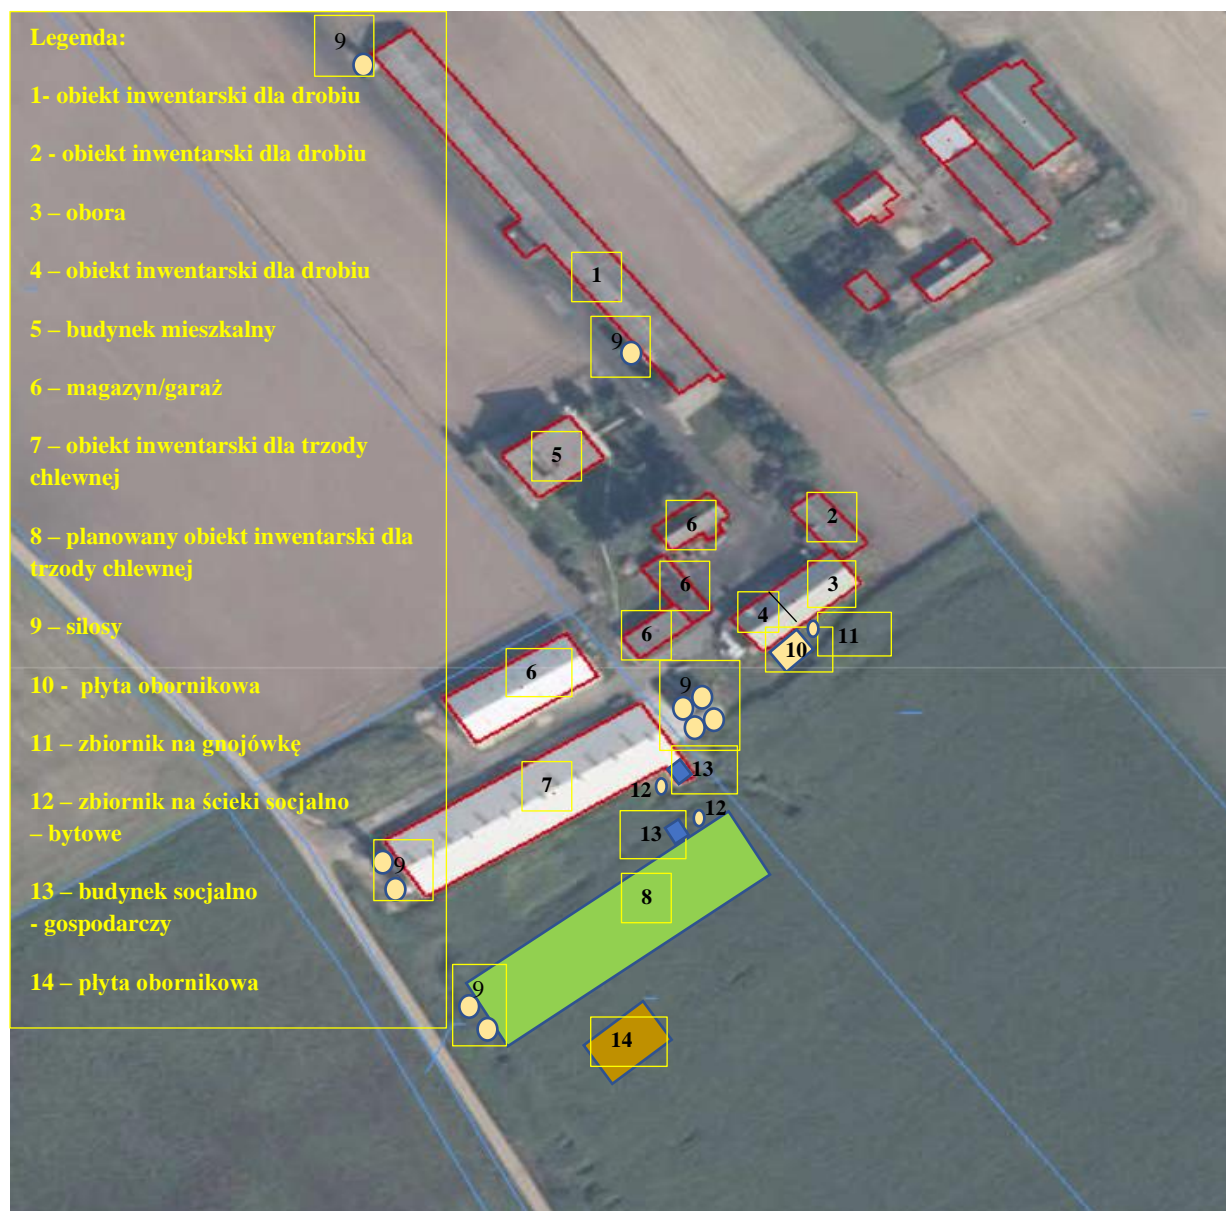 Legenda:
1- obiekt inwentarski dla drobiu
2 - obiekt inwentarski dla drobiu
3 – obora
4 – obiekt inwentarski dla drobiu
5 – budynek mieszkalny
6 – magazyn/garaż
7 – obiekt inwentarski dla trzody
chlewnej
8 – planowany obiekt inwentarski dla
trzody chlewnej
9 – silosy
10 - płyta obornikowa
11 – zbiornik na gnojówkę
12 – zbiornik na ścieki socjalno
– bytowe
13 – budynek socjalno
- gospodarczy
14 – płyta obornikowa
9
1
9
5
6
2
6
3
4
6
11
10
6
9
13
7
12
12
13
9
8
9
14